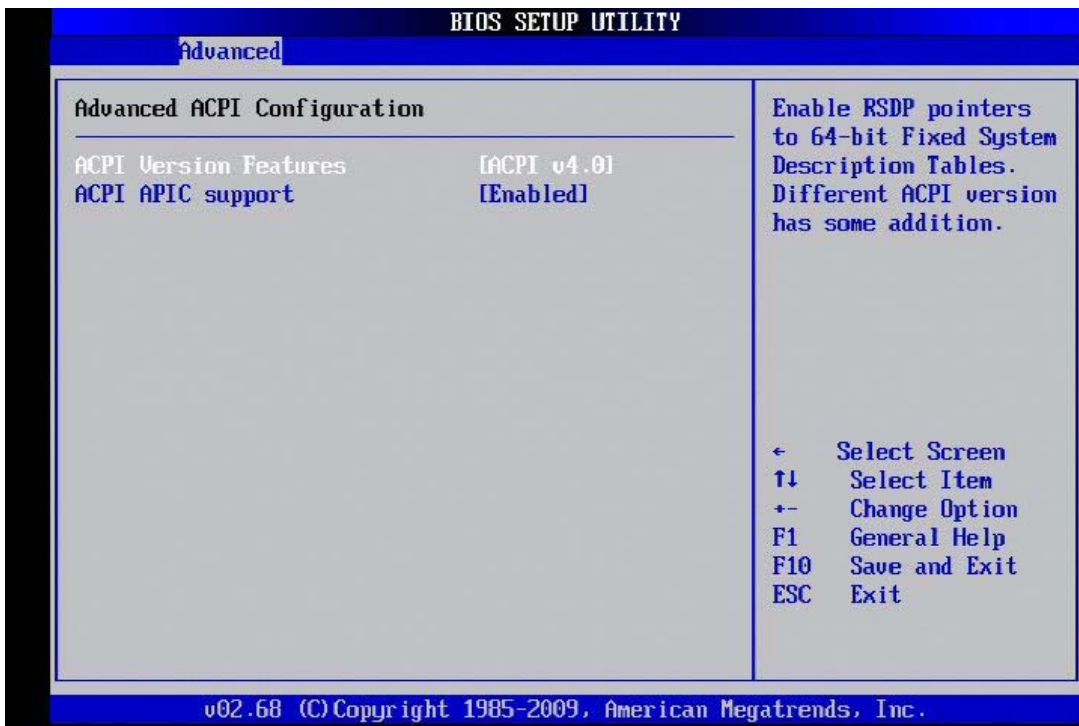 BIOS SETUP UTILITY
Advanced
Advanced ACPI Configuration
ACPI Version Features [ACPI v4.0]
ACPI APIC support [Enabled]
Enable RSDP pointers
to 64-bit Fixed System
Description Tables.
Different ACPI version
has some addition.
← Select Screen
↑↓ Select Item
+- Change Option
F1 General Help
F10 Save and Exit
ESC Exit
v02.68 (C)Copyright 1985-2009, American Megatrends, Inc.